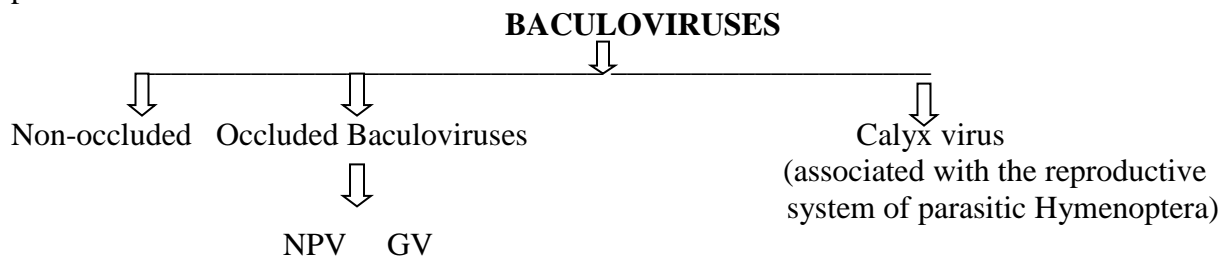 BACULOVIRUSES
Non-occluded Occluded Baculoviruses Calyx virus
(associated with the reproductive
system of parasitic Hymenoptera)
NPV GV